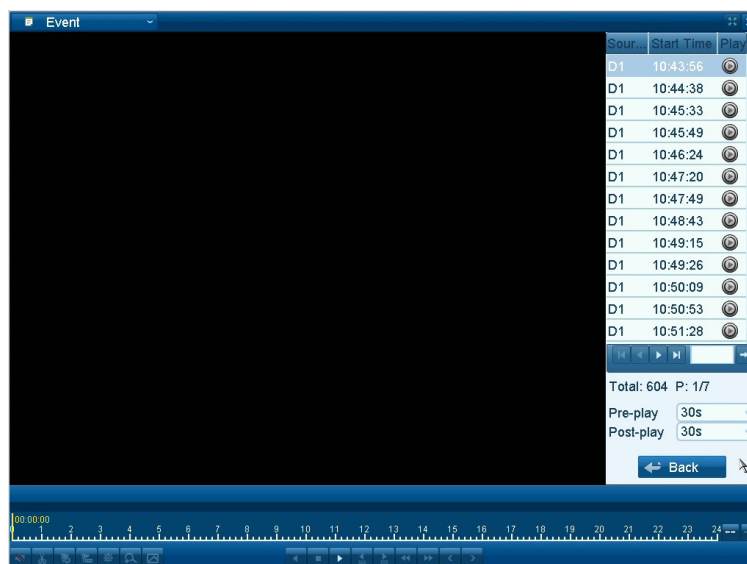 Event
Sour... Start Time Play
D1 10:43:56
D1 10:44:38
D1 10:45:33
D1 10:45:49
D1 10:46:24
D1 10:47:20
D1 10:47:49
D1 10:48:43
D1 10:49:15
D1 10:49:26
D1 10:50:09
D1 10:50:53
D1 10:51:28
Total: 604 P: 1/7
Pre-play 30s
Post-play 30s
Back
00:00:00
0 1 2 3 4 5 6 7 8 9 10 11 12 13 14 15 16 17 18 19 20 21 22 23 24